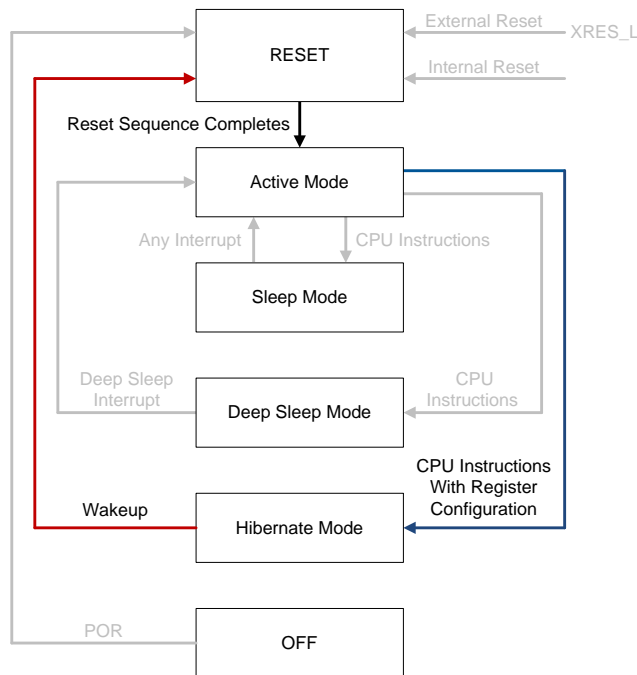 External Reset
XRES_L
RESET
Internal Reset
Reset Sequence Completes
Active Mode
Any Interrupt
CPU Instructions
Sleep Mode
Deep Sleep
Interrupt
Deep Sleep Mode
CPU
Instructions
CPU Instructions
With Register
Configuration
Wakeup
Hibernate Mode
POR
OFF